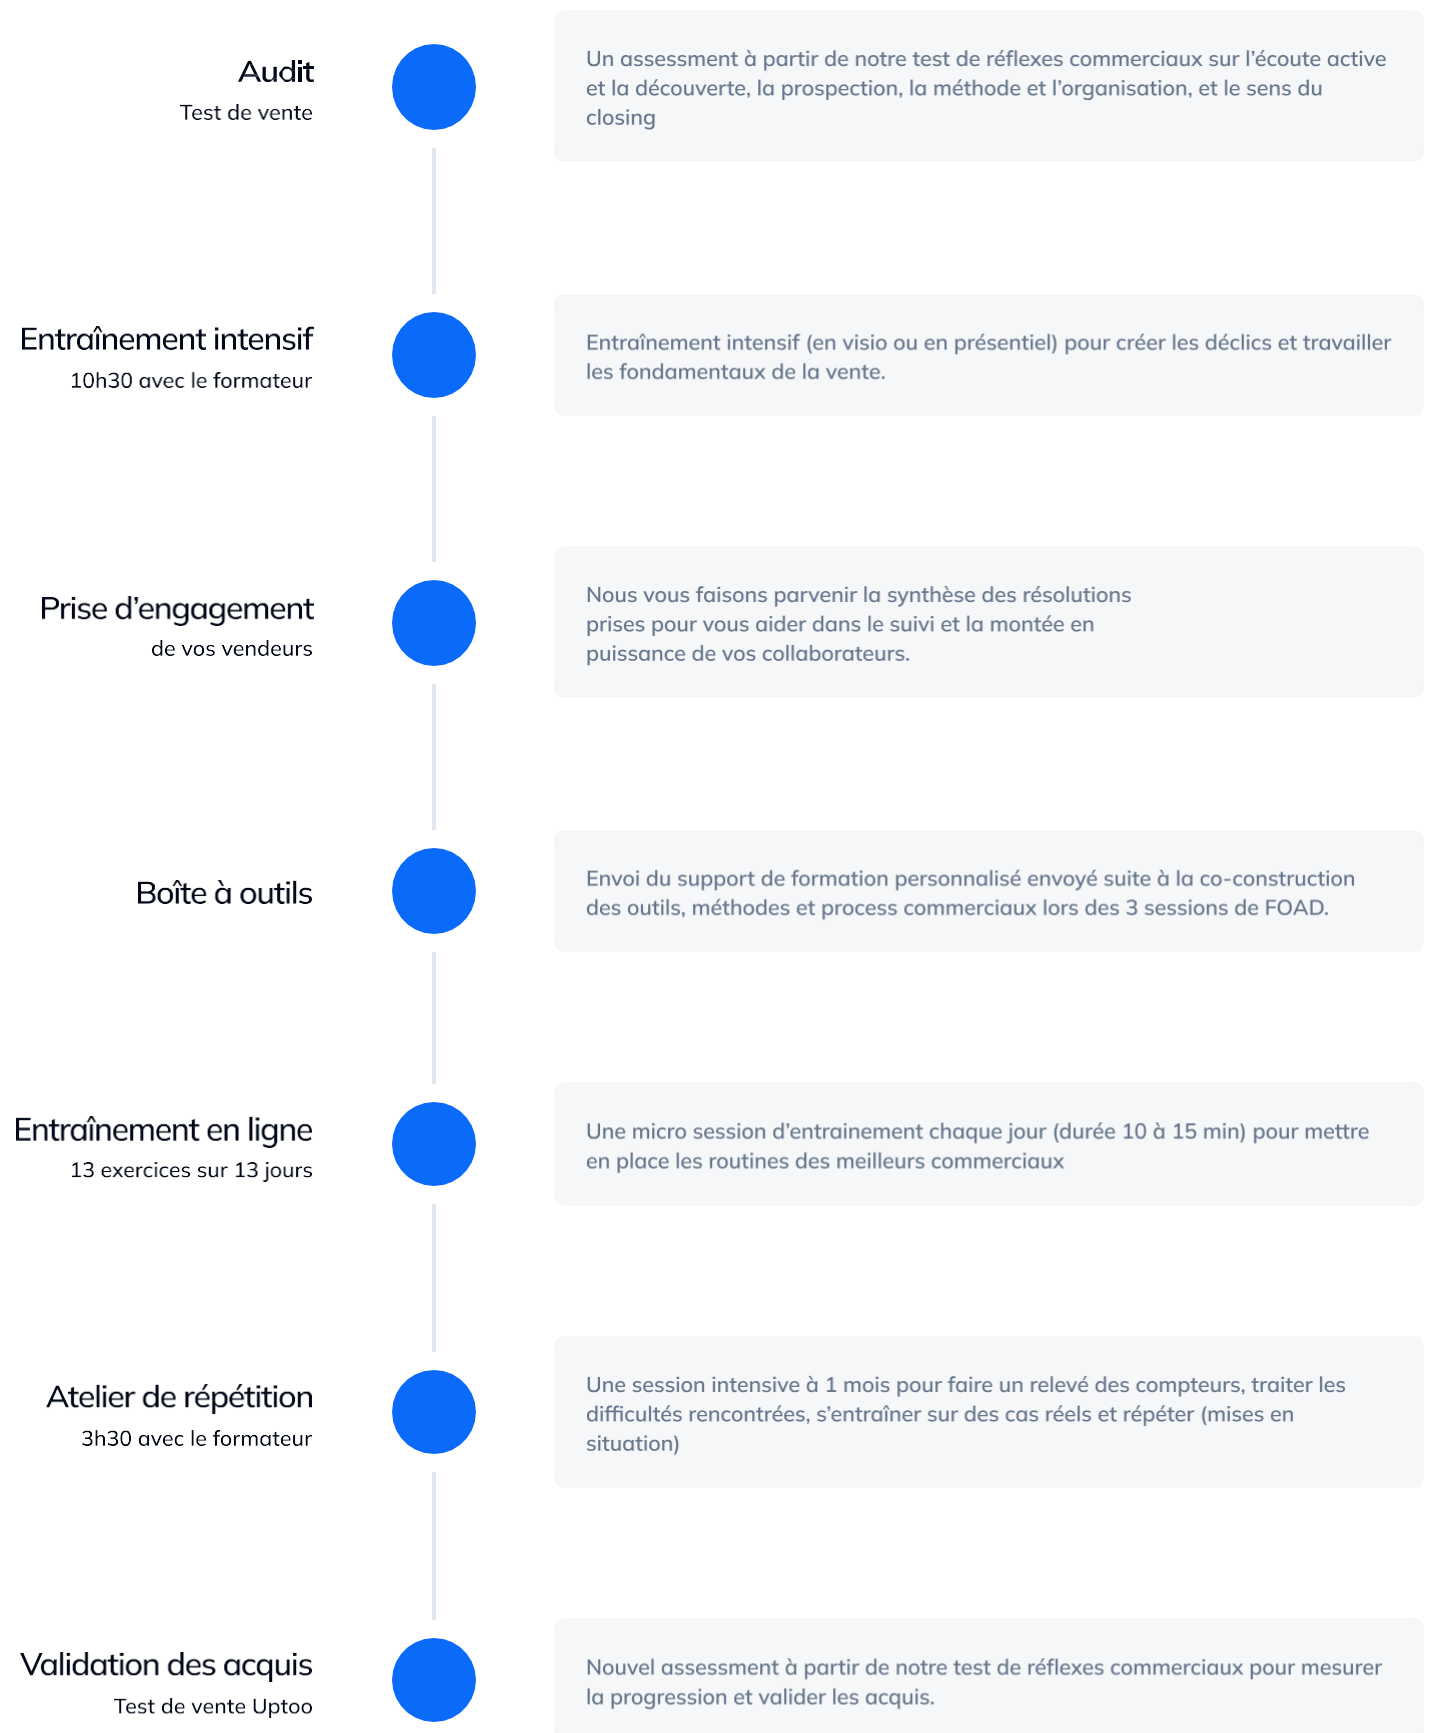 Audit
Test de vente
Un assessment à partir de notre test de réflexes commerciaux sur l’écoute active
et la découverte, la prospection, la méthode et l’organisation, et le sens du
closing
Entraînement intensif
10h30 avec le formateur
Entraînement intensif (en visio ou en présentiel) pour créer les déclics et travailler
les fondamentaux de la vente.
Prise d’engagement
de vos vendeurs
Nous vous faisons parvenir la synthèse des résolutions
prises pour vous aider dans le suivi et la montée en
puissance de vos collaborateurs.
Boîte à outils
Envoi du support de formation personnalisé envoyé suite à la co-construction
des outils, méthodes et process commerciaux lors des 3 sessions de FOAD.
Entraînement en ligne
13 exercices sur 13 jours
Une micro session d’entrainement chaque jour (durée 10 à 15 min) pour mettre
en place les routines des meilleurs commerciaux
Atelier de répétition
3h30 avec le formateur
Une session intensive à 1 mois pour faire un relevé des compteurs, traiter les
difficultés rencontrées, s’entraîner sur des cas réels et répéter (mises en
situation)
Validation des acquis
Test de vente Uptoo
Nouvel assessment à partir de notre test de réflexes commerciaux pour mesurer
la progression et valider les acquis.